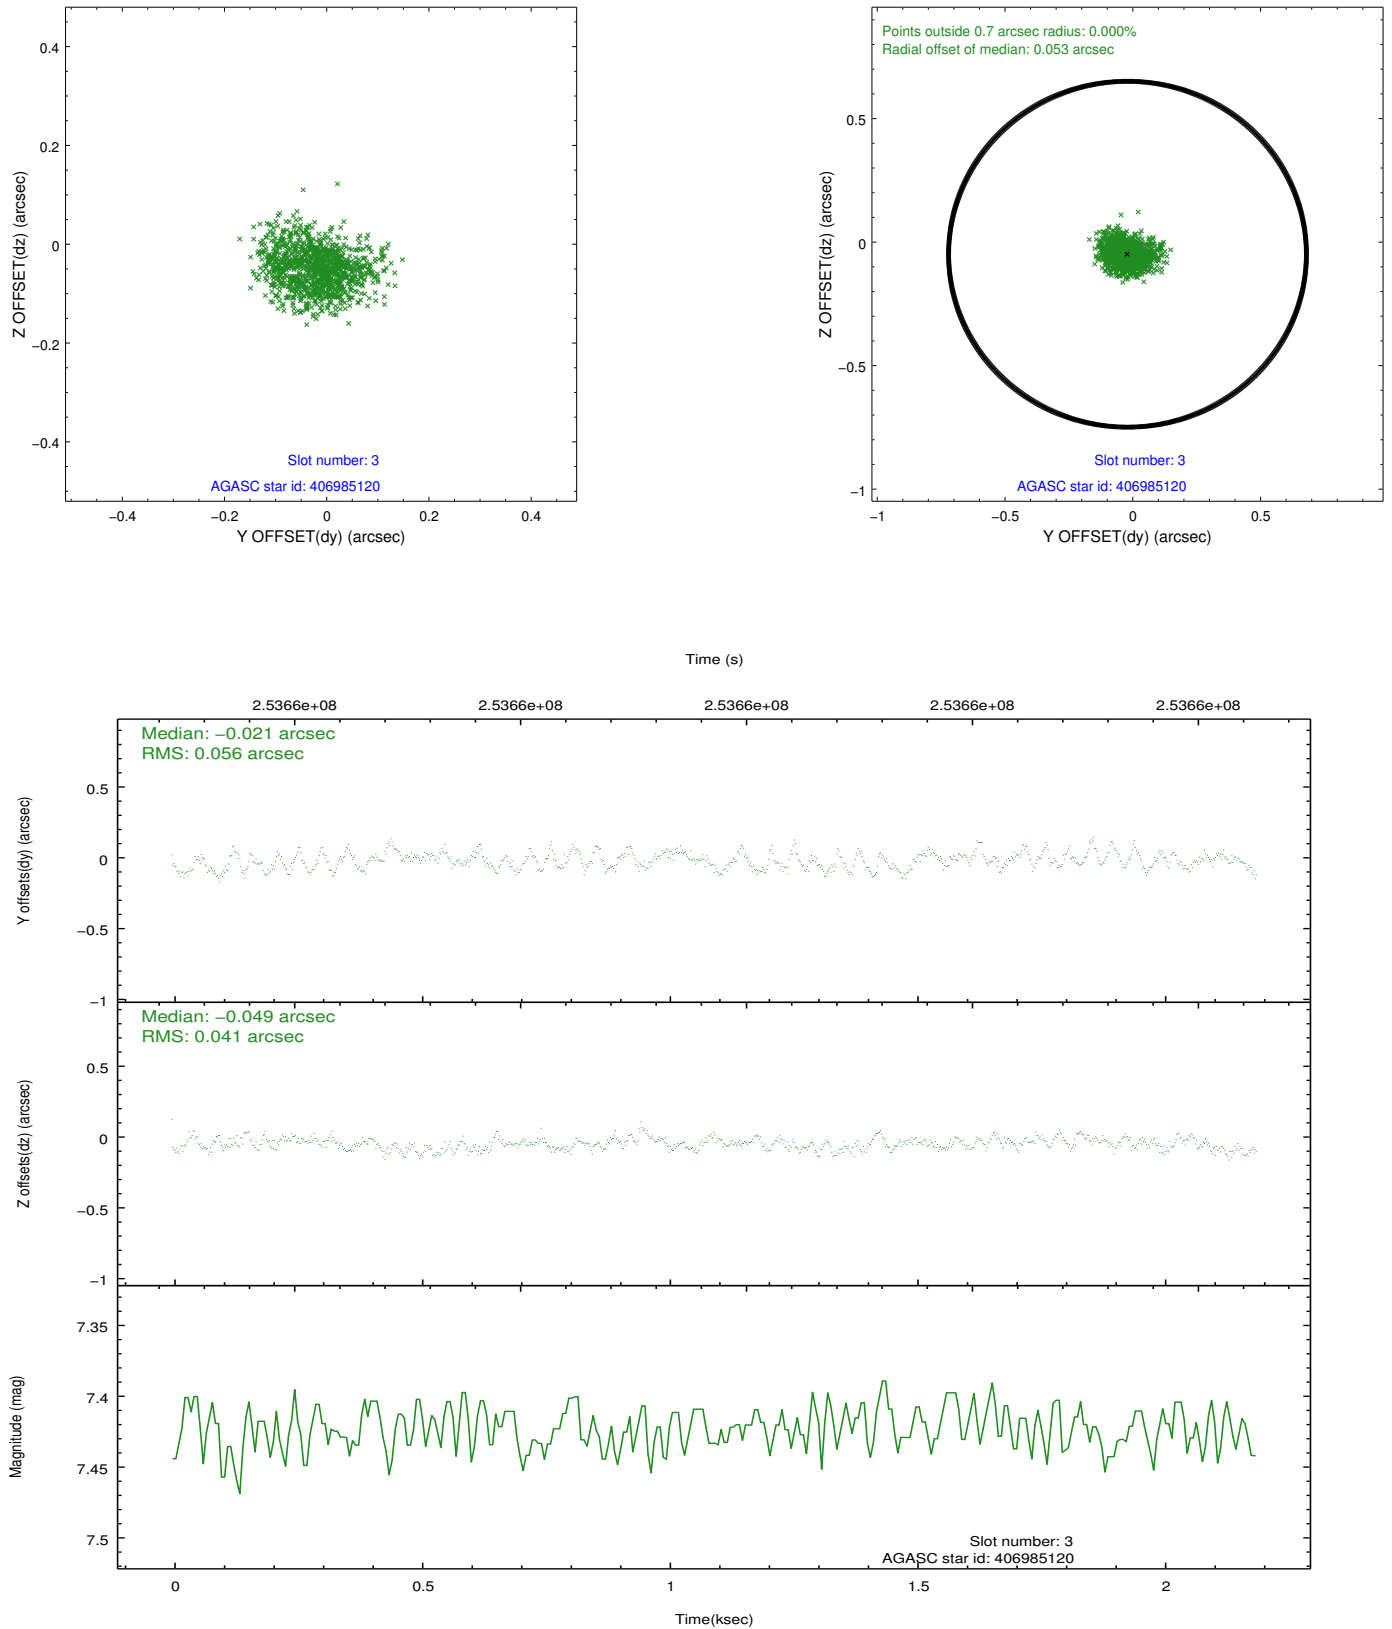 Z OFFSET(dz) (arcsec)
0.4
0.2
0
−0.2
−0.4
Slot number: 3
AGASC star id: 406985120
−0.4
−0.2
0
0.2
0.4
Y OFFSET(dy) (arcsec)
Points outside 0.7 arcsec radius: 0.000%
Radial offset of median: 0.053 arcsec
Z OFFSET(dz) (arcsec)
0.5
0
−0.5
−1
Slot number: 3
AGASC star id: 406985120
−1
−0.5
0
0.5
Y OFFSET(dy) (arcsec)
Time (s)
2.5366e+08
2.5366e+08
2.5366e+08
2.5366e+08
2.5366e+08
Median: −0.021 arcsec
RMS: 0.056 arcsec
Y offsets(dy) (arcsec)
0.5
0
−0.5
−1
Median: −0.049 arcsec
RMS: 0.041 arcsec
Z offsets(dz) (arcsec)
0.5
0
−0.5
−1
Magnitude (mag)
7.35
7.4
7.45
7.5
Slot number: 3
AGASC star id: 406985120
0
0.5
1
1.5
2
Time(ksec)